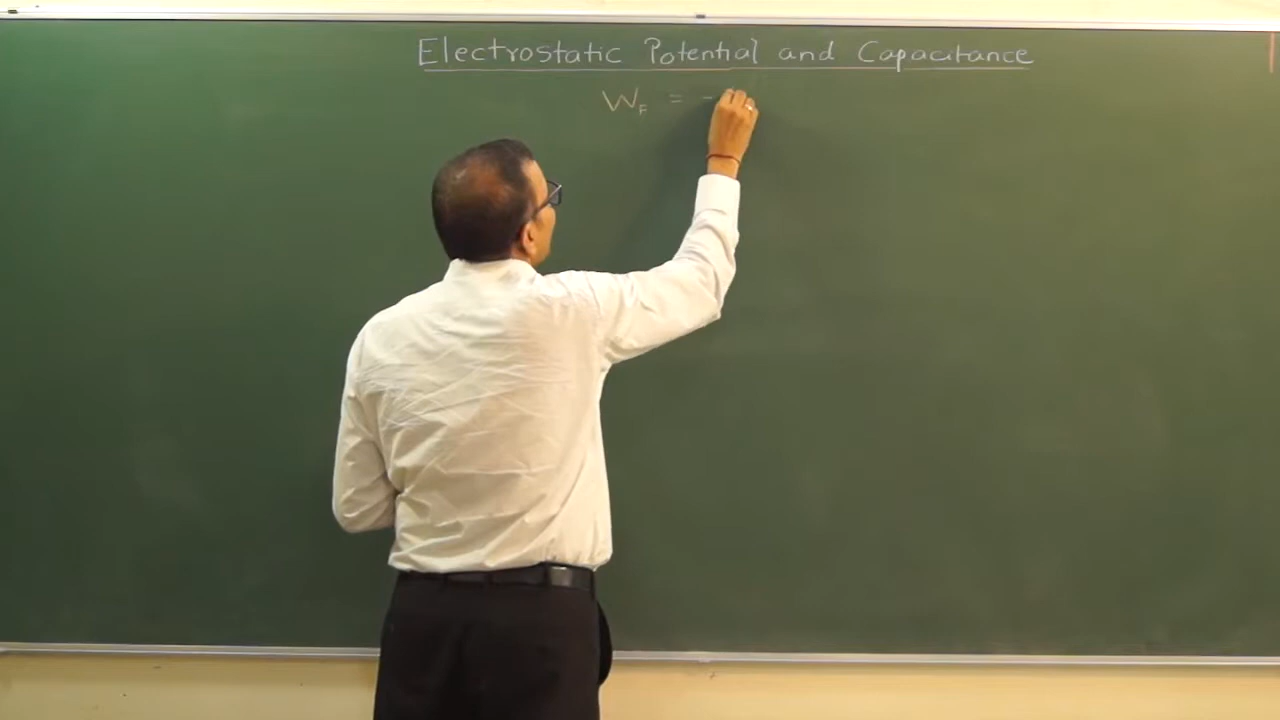 Electrostatic Potential and Capacitance
W_F = -